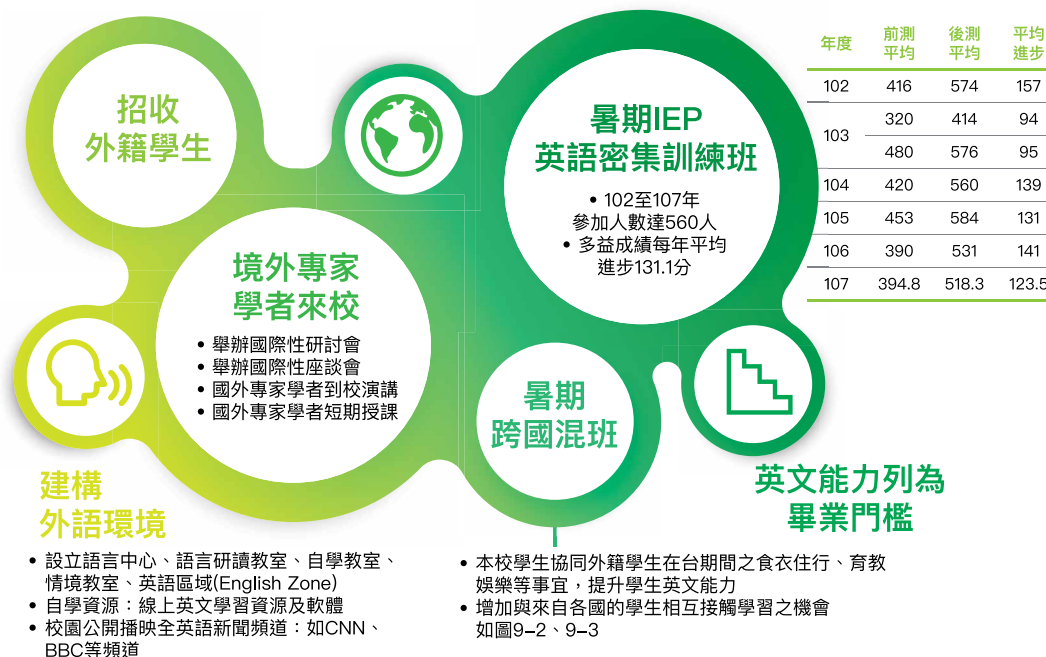 招收
外籍學生
境外專家
學者來校
• 舉辦國際性研討會
• 舉辦國際性座談會
• 國外專家學者到校演講
• 國外專家學者短期授課
建構
外語環境
• 設立語言中心、語言研讀教室、自學教室、
情境教室、英語區域(English Zone)
• 自學資源：線上英文學習資源及軟體
• 校園公開播映全英語新聞頻道：如CNN、
BBC等頻道
暑期IEP
英語密集訓練班
• 102至107年
參加人數達560人
• 多益成績每年平均
進步131.1分
暑期
跨國混班
• 本校學生協同外籍學生在台期間之食衣住行、育教
娛樂等事宜，提升學生英文能力
• 增加與來自各國的學生相互接觸學習之機會
如圖9–2、9–3
英文能力列為
畢業門檻
年度 前測平均 後測平均 平均進步
102 416 574 157
103 320 414 94
480 576 95
104 420 560 139
105 453 584 131
106 390 531 141
107 394.8 518.3 123.5